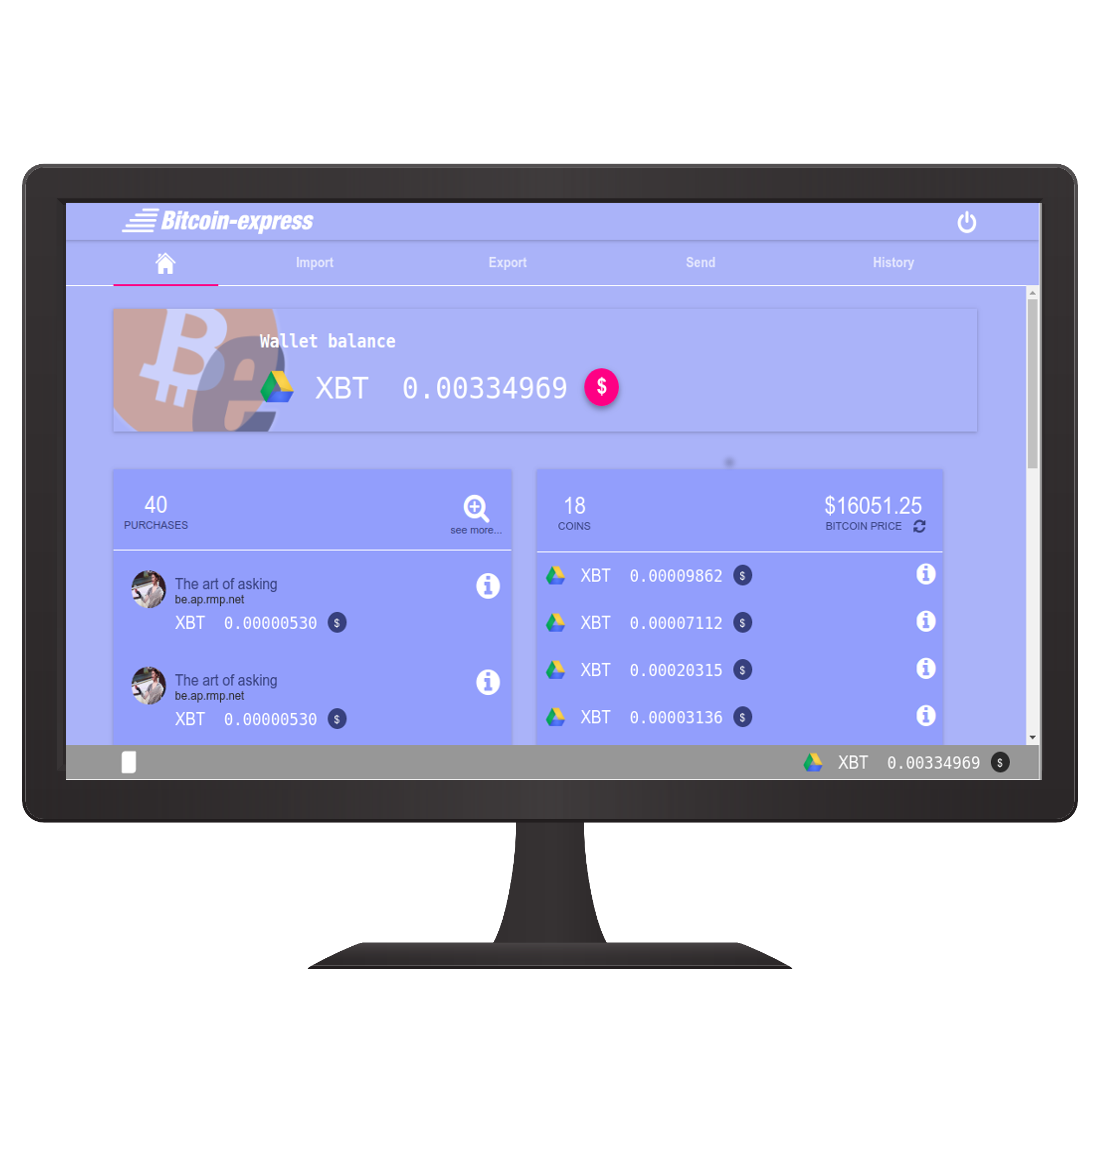 Bitcoin-express
Import Export Send History
Wallet balance
XBT 0.00334969 $
40
PURCHASES
see more...
The art of asking
be.ap.rmp.net
XBT 0.00000530 $
The art of asking
be.ap.rmp.net
XBT 0.00000530 $
18
COINS
$16051.25
BITCOIN PRICE
XBT 0.00009862 $
XBT 0.00007112 $
XBT 0.00020315 $
XBT 0.00003136 $
XBT 0.00334969 $